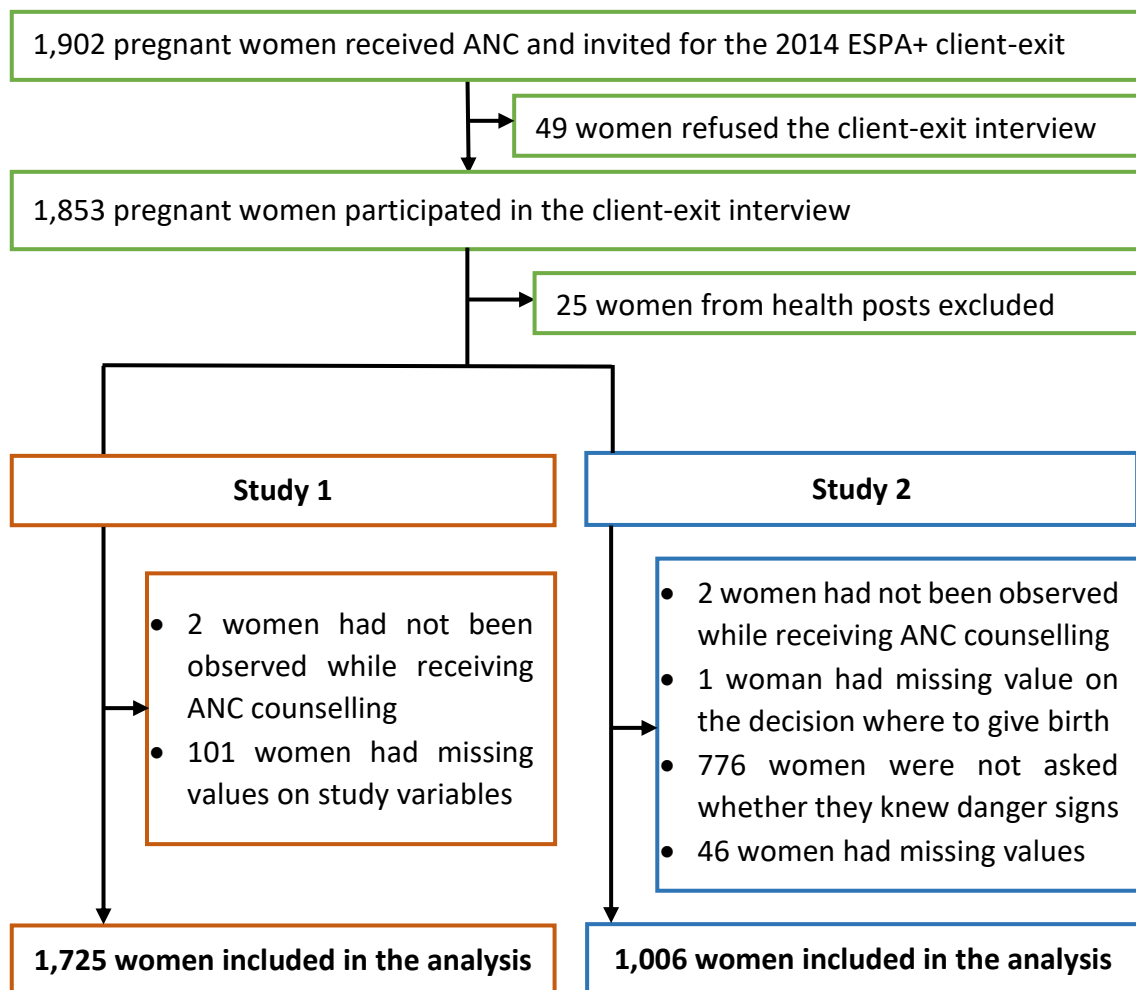 1,902 pregnant women received ANC and invited for the 2014 ESPA+ client-exit
49 women refused the client-exit interview
1,853 pregnant women participated in the client-exit interview
25 women from health posts excluded
Study 1
• 2 women had not been
observed while receiving
ANC counselling
• 101 women had missing
values on study variables
1,725 women included in the analysis
Study 2
• 2 women had not been observed
while receiving ANC counselling
• 1 woman had missing value on
the decision where to give birth
• 776 women were not asked
whether they knew danger signs
• 46 women had missing values
1,006 women included in the analysis